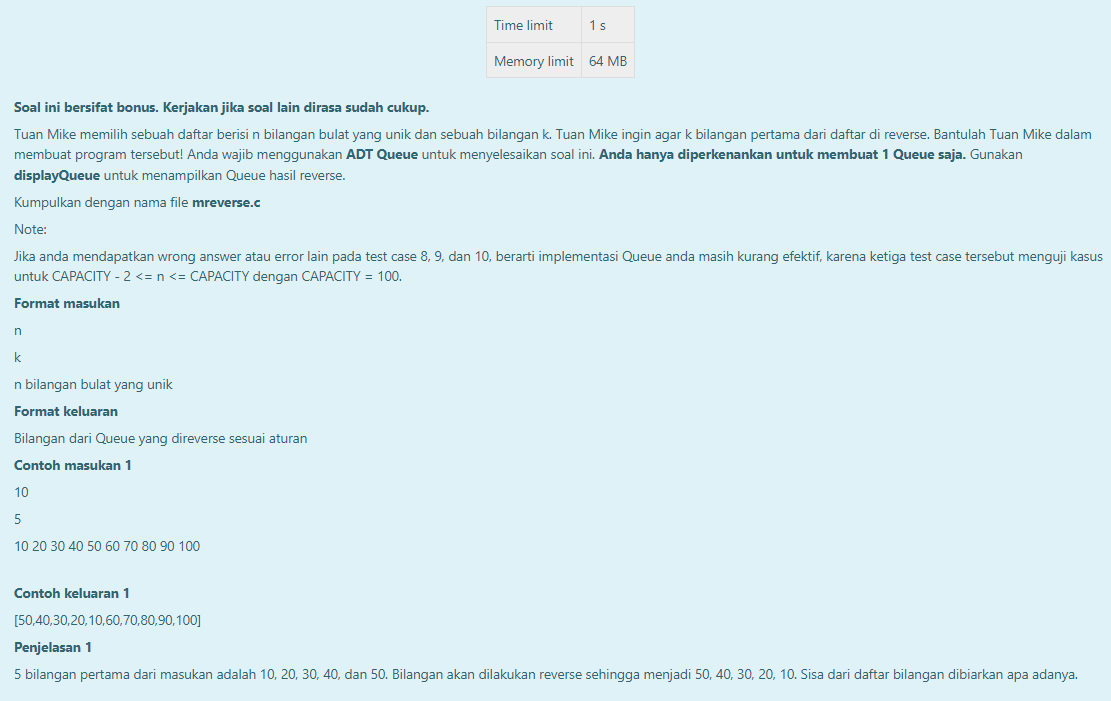 Time limit 1 s
Memory limit 64 MB
Soal ini bersifat bonus. Kerjakan jika soal lain dirasa sudah cukup.
Tuan Mike memilih sebuah daftar berisi n bilangan bulat yang unik dan sebuah bilangan k. Tuan Mike ingin agar k bilangan pertama dari daftar di reverse. Bantulah Tuan Mike dalam
membuat program tersebut! Anda wajib menggunakan ADT Queue untuk menyelesaikan soal ini. Anda hanya diperkenankan untuk membuat 1 Queue saja. Gunakan
displayQueue untuk menampilkan Queue hasil reverse.
Kumpulkan dengan nama file mreverse.c
Note:
Jika anda mendapatkan wrong answer atau error lain pada test case 8, 9, dan 10, berarti implementasi Queue anda masih kurang efektif, karena ketiga test case tersebut menguji kasus
untuk CAPACITY - 2 <= n <= CAPACITY dengan CAPACITY = 100.
Format masukan
n
k
n bilangan bulat yang unik
Format keluaran
Bilangan dari Queue yang direverse sesuai aturan
Contoh masukan 1
10
5
10 20 30 40 50 60 70 80 90 100
Contoh keluaran 1
[50,40,30,20,10,60,70,80,90,100]
Penjelasan 1
5 bilangan pertama dari masukan adalah 10, 20, 30, 40, dan 50. Bilangan akan dilakukan reverse sehingga menjadi 50, 40, 30, 20, 10. Sisa dari daftar bilangan dibiarkan apa adanya.